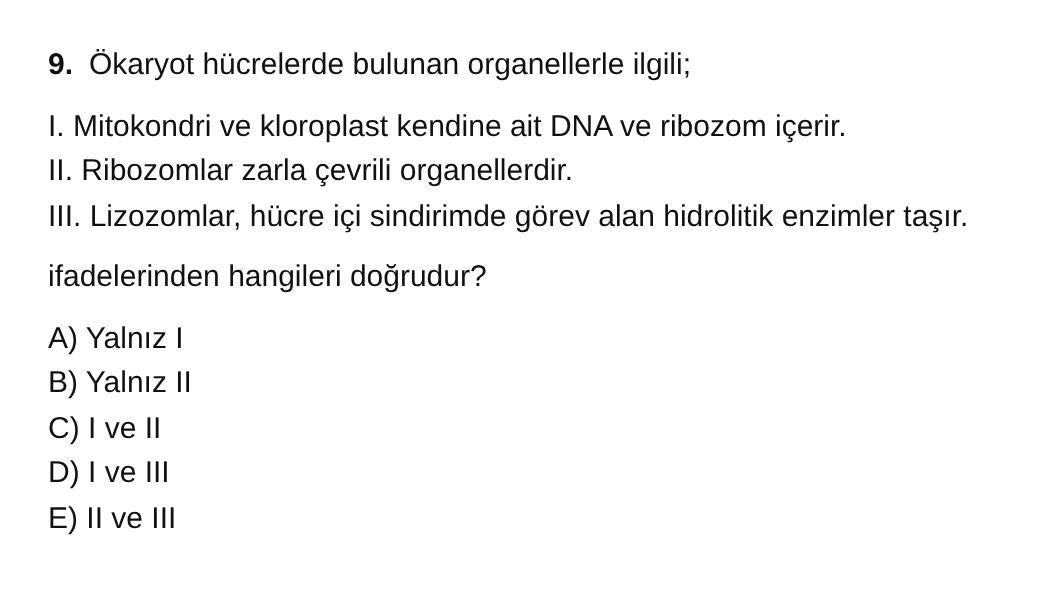 9. Ökaryot hücrelerde bulunan organellerle ilgili;
I. Mitokondri ve kloroplast kendine ait DNA ve ribozom içerir.
II. Ribozomlar zarla çevrili organellerdir.
III. Lizozomlar, hücre içi sindirimde görev alan hidrolitik enzimler taşır.
ifadelerinden hangileri doğrudur?
A) Yalnız I
B) Yalnız II
C) I ve II
D) I ve III
E) II ve III